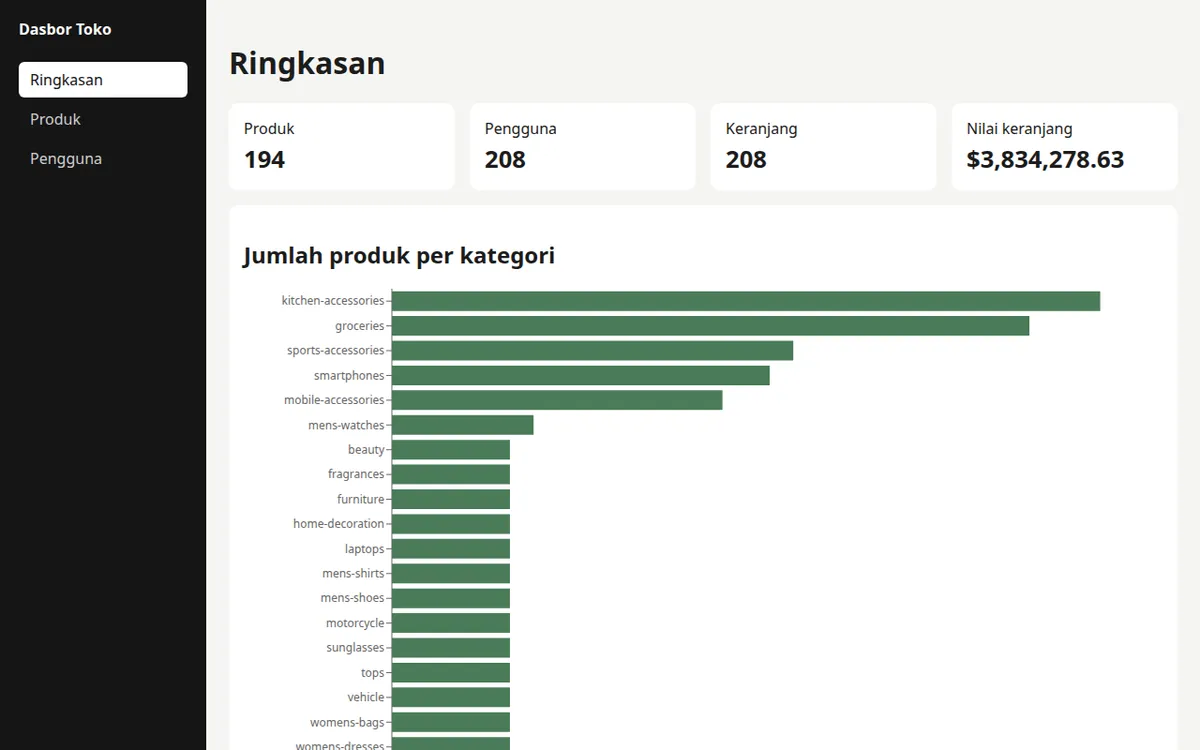 Dasbor Toko
Ringkasan
Produk
Pengguna
Ringkasan
Produk
194
Pengguna
208
Keranjang
208
Nilai keranjang
$3,834,278.63
Jumlah produk per kategori
kitchen-accessories
groceries
sports-accessories
smartphones
mobile-accessories
mens-watches
beauty
fragrances
furniture
home-decoration
laptops
mens-shirts
mens-shoes
motorcycle
sunglasses
tops
vehicle
womens-bags
womens-dresses